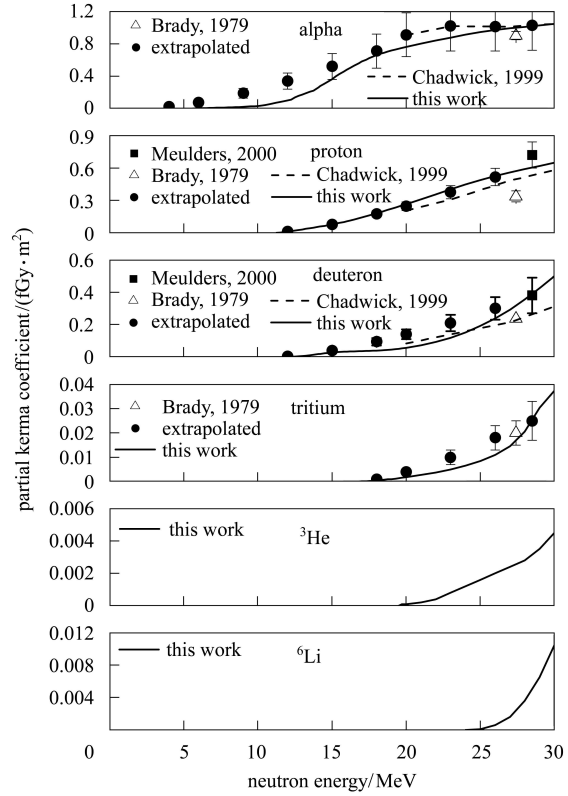 partial kerma coefficient/(fGy·m²)
1.2
0.8
0.4
0
Brady, 1979
extrapolated
alpha
Chadwick, 1999
this work
0.9
0.6
0.3
0
Meulders, 2000
proton
Brady, 1979
Chadwick, 1999
extrapolated
this work
0.6
0.4
0.2
0
Meulders, 2000
deuteron
Brady, 1979
Chadwick, 1999
extrapolated
this work
0.04
0.03
0.02
0.01
0
Brady, 1979
tritium
extrapolated
this work
0.006
0.004
0.002
0
this work
³He
0.012
0.008
0.004
this work
⁶Li
0 5 10 15 20 25 30
neutron energy/MeV